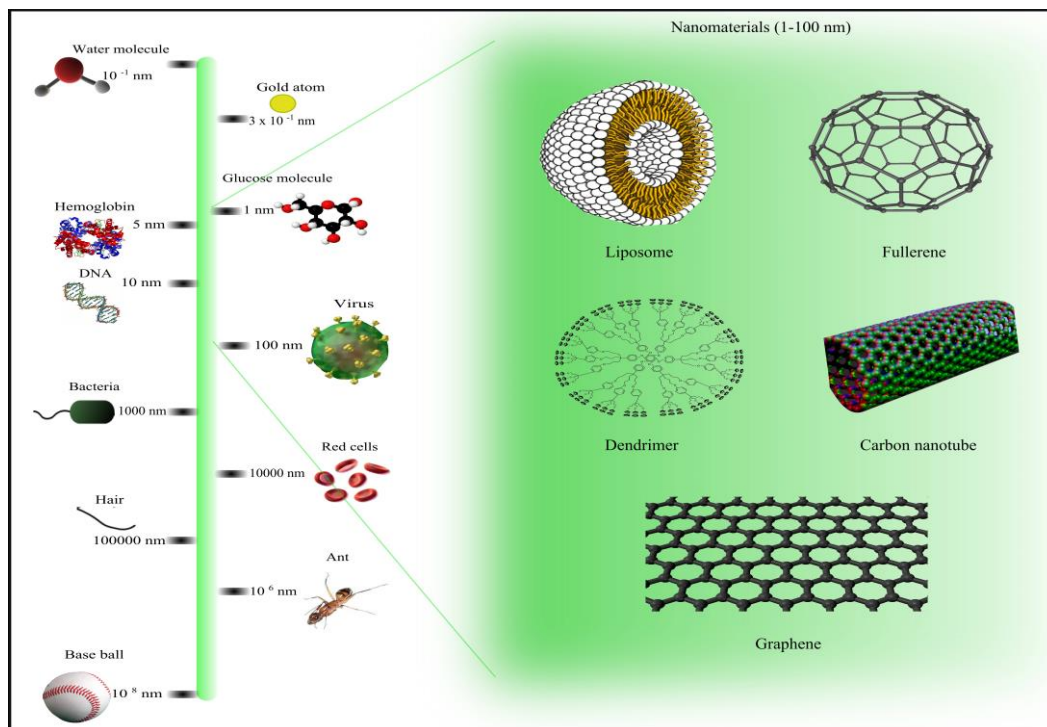 Nanomaterials (1-100 nm)
Water molecule
10 ⁻¹ nm
Gold atom
3 x 10 ⁻¹ nm
Glucose molecule
1 nm
Hemoglobin
5 nm
DNA
10 nm
Virus
100 nm
Bacteria
1000 nm
Red cells
10000 nm
Hair
100000 nm
Ant
10 ⁶ nm
Base ball
10 ⁸ nm
Liposome
Fullerene
Dendrimer
Carbon nanotube
Graphene